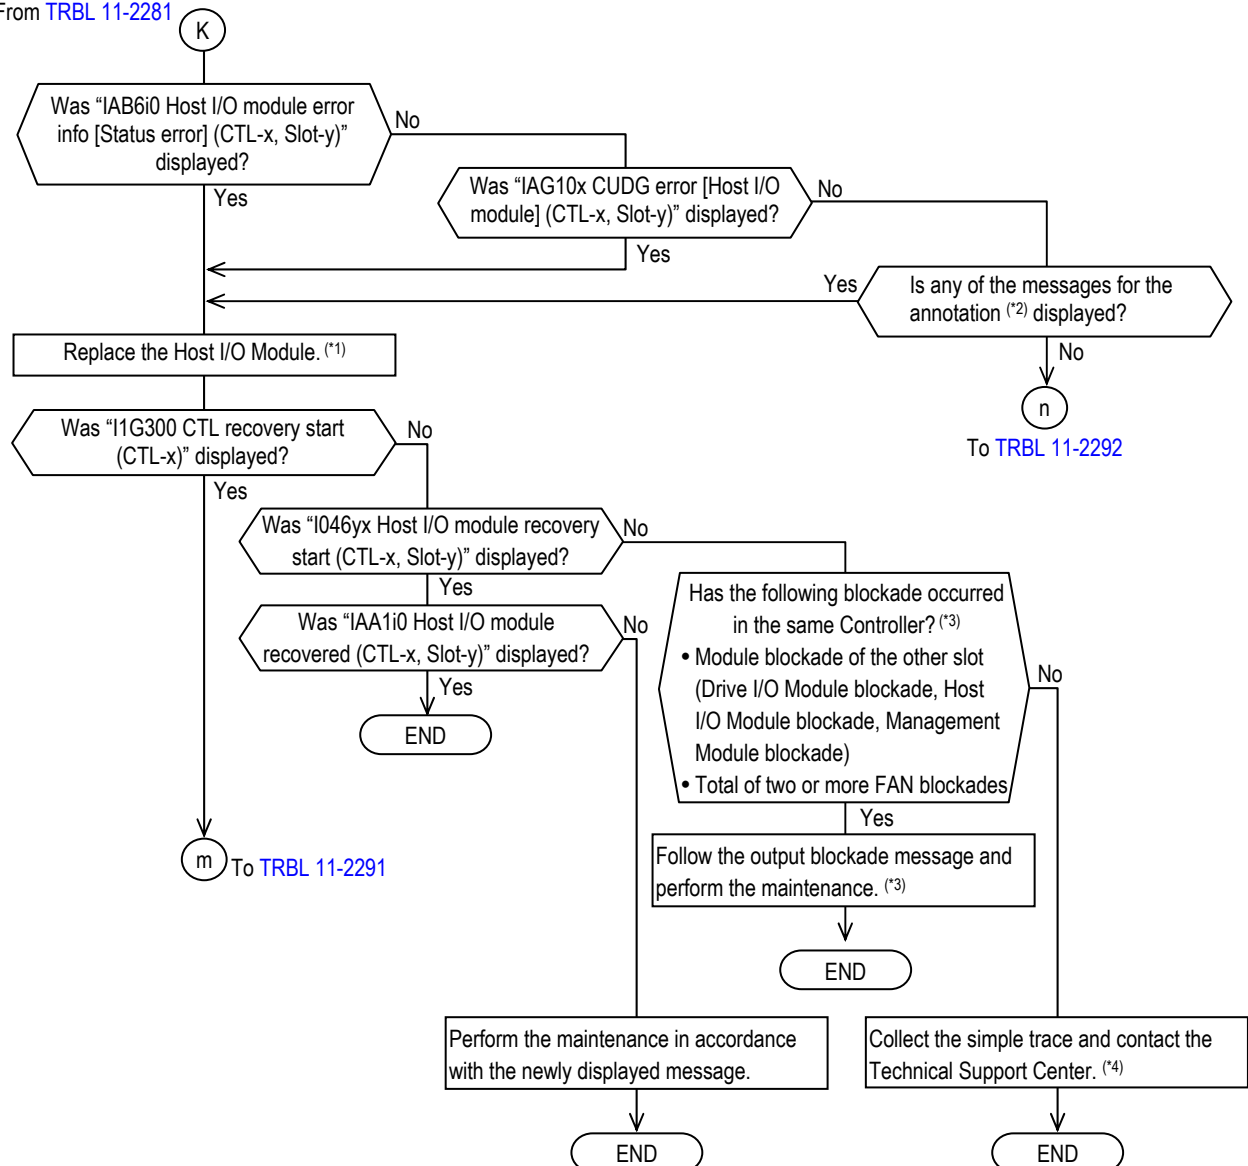 From TRBL 11-2281
K
Was “IAB6i0 Host I/O module error
info [Status error] (CTL-x, Slot-y)”
displayed?
No
Yes
Was “IAG10x CUDG error [Host I/O
module] (CTL-x, Slot-y)” displayed?
No
Yes
Is any of the messages for the
annotation (*2) displayed?
Yes
No
n
To TRBL 11-2292
Replace the Host I/O Module. (*1)
Was “I1G300 CTL recovery start
(CTL-x)” displayed?
No
Yes
Was “I046yx Host I/O module recovery
start (CTL-x, Slot-y)” displayed?
No
Yes
Was “IAA1i0 Host I/O module
recovered (CTL-x, Slot-y)” displayed?
No
Yes
END
Has the following blockade occurred
in the same Controller? (*3)
• Module blockade of the other slot
(Drive I/O Module blockade, Host
I/O Module blockade, Management
Module blockade)
• Total of two or more FAN blockades
No
Yes
m
To TRBL 11-2291
Follow the output blockade message and
perform the maintenance. (*3)
END
Perform the maintenance in accordance
with the newly displayed message.
END
Collect the simple trace and contact the
Technical Support Center. (*4)
END